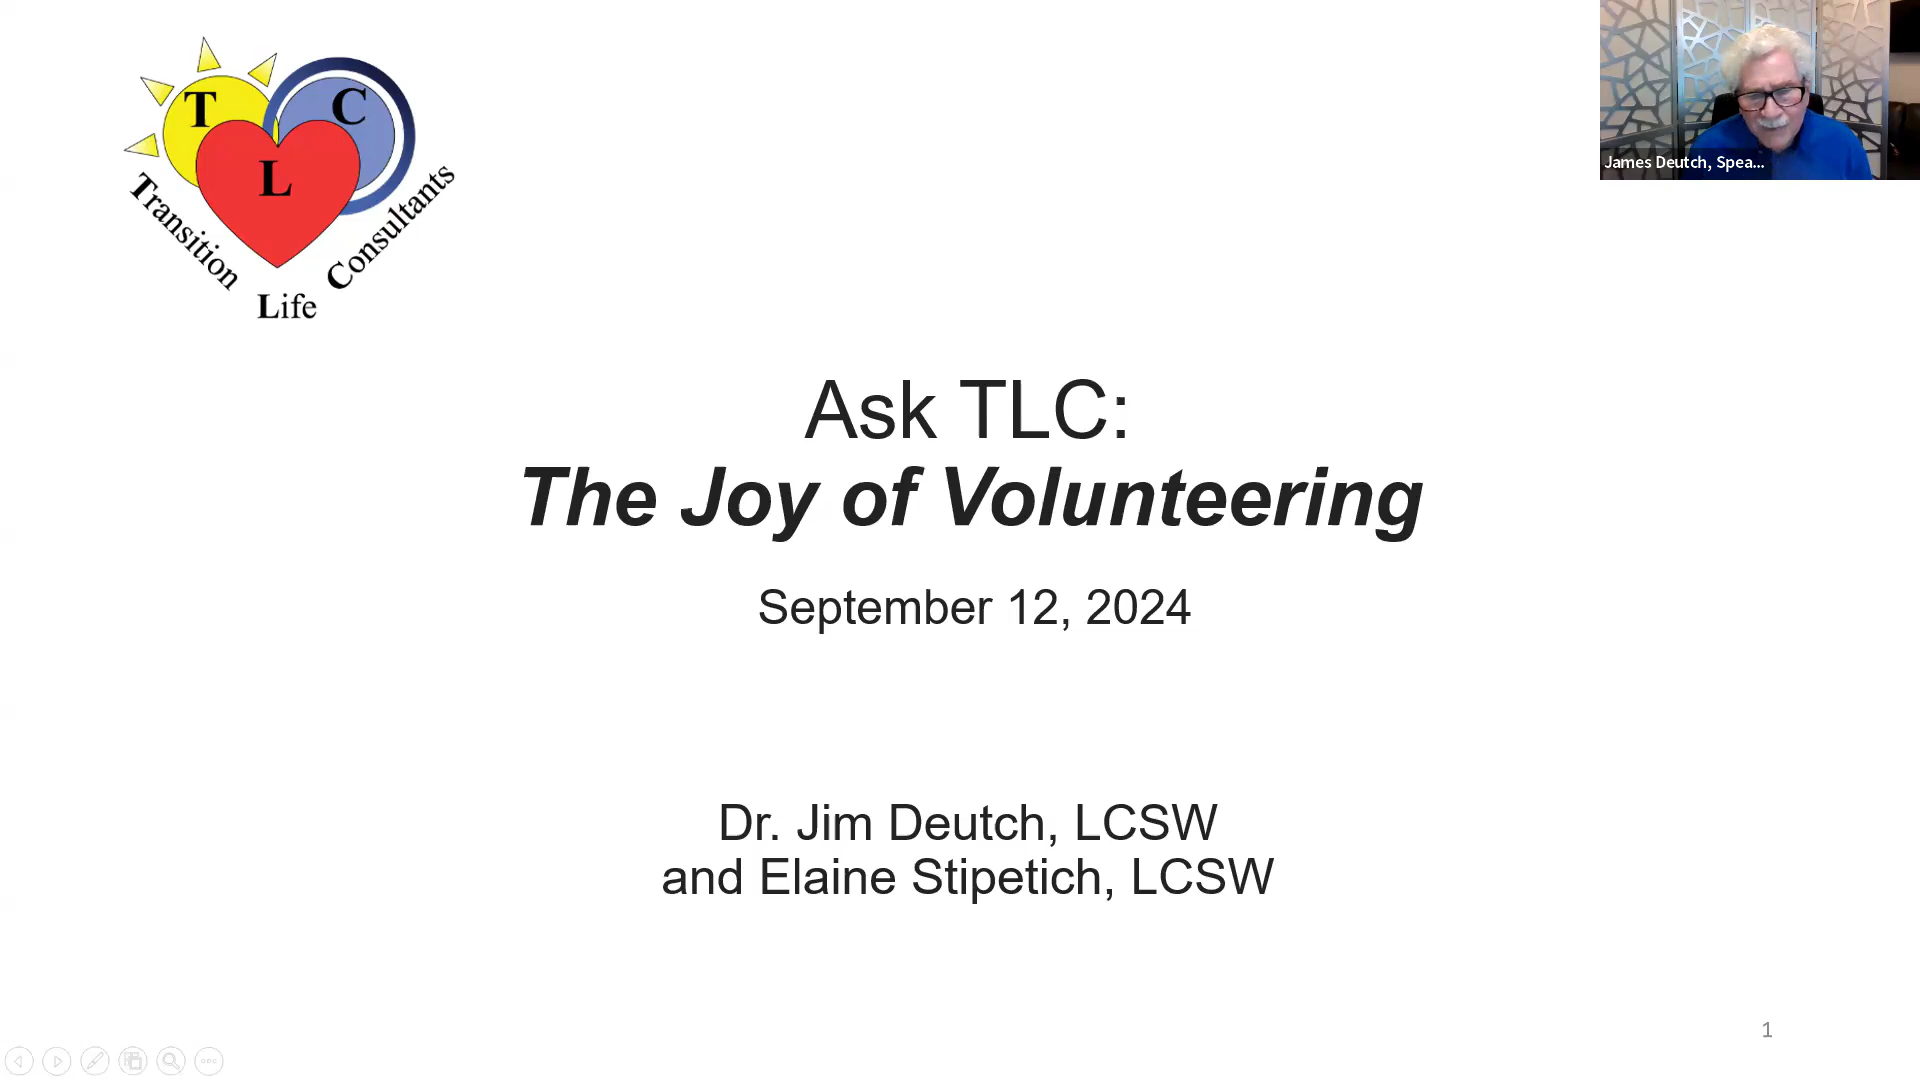 T
C
L
Transition
Life
Consultants
James Deutch, Spea...
Ask TLC:
The Joy of Volunteering
September 12, 2024
Dr. Jim Deutch, LCSW
and Elaine Stipetich, LCSW
1